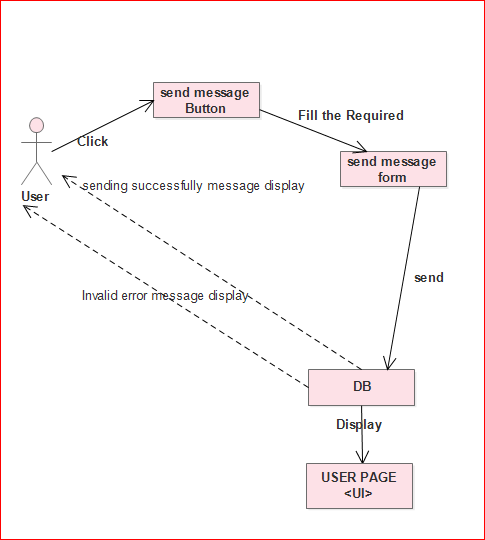 send message
Button
Fill the Required
Click
send message
form
sending successfully message display
User
send
Invalid error message display
DB
Display
USER PAGE
<UI>